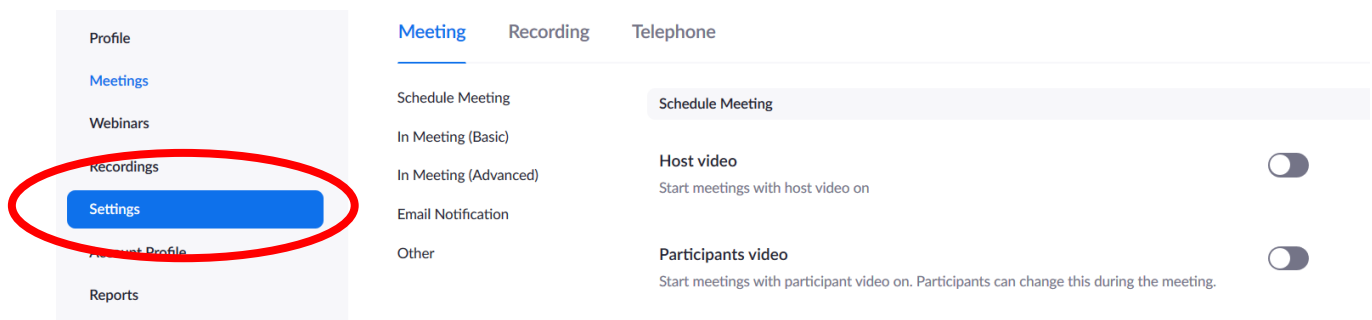 Profile
Meetings
Webinars
Recordings
Settings
Account Profile
Reports
Meeting Recording Telephone
Schedule Meeting
In Meeting (Basic)
In Meeting (Advanced)
Email Notification
Other
Schedule Meeting
Host video
Start meetings with host video on
Participants video
Start meetings with participant video on. Participants can change this during the meeting.